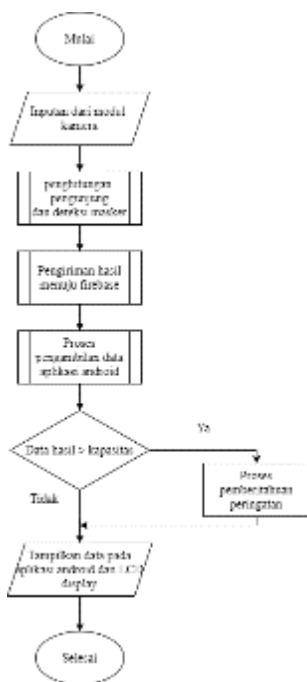 Mulai
Inputan dari modul
kamera
penghitungan
pengunjung
dan deteksi masker
Pengiriman hasil
menuju firebase
Proses
pengambilan data
aplikasi android
Data hasil > kapasitas
Ya
Tidak
Proses
pemberitahuan
peringatan
Tampilkan data pada
aplikasi android dan LCD
display
Selesai